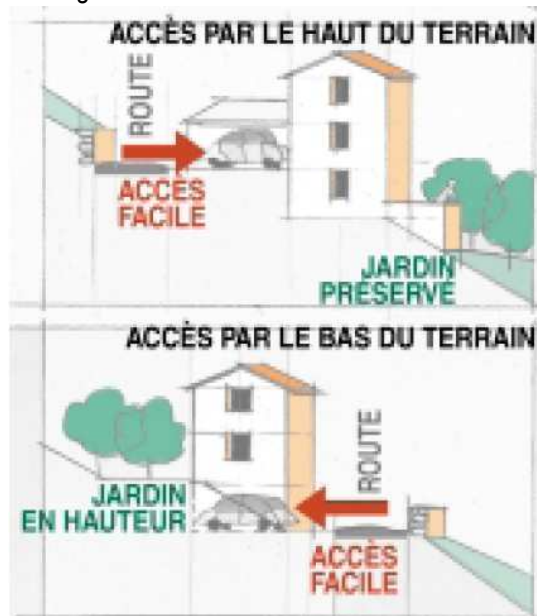 ACCÈS PAR LE HAUT DU TERRAIN
ROUTE
ACCÈS
FACILE
JARDIN
PRÉSERVÉ
ACCÈS PAR LE BAS DU TERRAIN
ROUTE
JARDIN
EN HAUTEUR
ACCÈS
FACILE